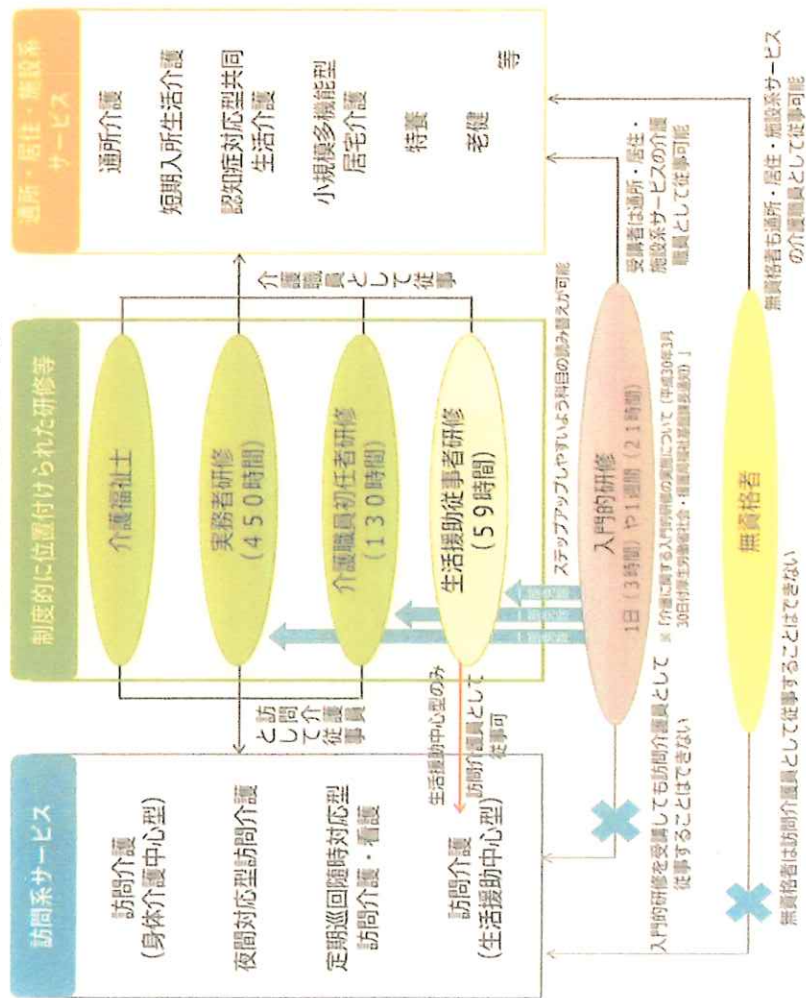 訪問系サービス
訪問介護
(身体介護中心型)
夜間対応型訪問介護
定期巡回随時対応型
訪問介護・看護
訪問介護
(生活援助中心型)
訪問介護員
として従事
生活援助中心型のみ
訪問介護員として
従事可
制度的に位置付けられた研修等
介護福祉士
実務者研修
(450時間)
介護職員初任者研修
(130時間)
生活援助従事者研修
(59時間)
介護職員として従事
通所・居住・施設系
サービス
通所介護
短期入所生活介護
認知症対応型共同
生活介護
小規模多機能型
居宅介護
特養
老健
等
ステップアップしやすいよう科目の読み替えが可能
入門的研修
1日(3時間)や1週間(21時間)
※「介護に関する入門的研修の実施について(平成30年3月
30日付厚生労働省社会・援護局福祉基盤課長通知)」
入門的研修を受講しても訪問介護員として
従事することはできない
受講者は通所・居住・
施設系サービスの介護
職員として従事可能
無資格者
無資格者は訪問介護員として従事することはできない
無資格者も通所・居住・施設系サービス
の介護職員として従事可能